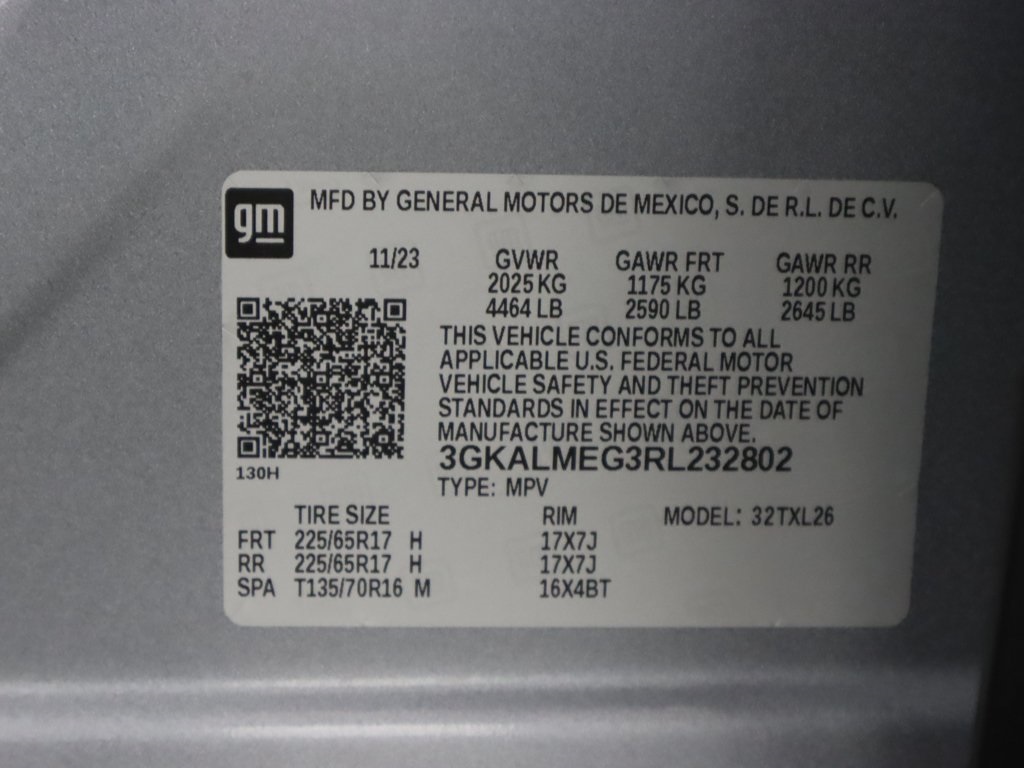 gm
MFD BY GENERAL MOTORS DE MEXICO, S. DE R.L. DE C.V.
11/23 GVWR GAWR FRT GAWR RR
2025 KG 1175 KG 1200 KG
4464 LB 2590 LB 2645 LB
THIS VEHICLE CONFORMS TO ALL
APPLICABLE U.S. FEDERAL MOTOR
VEHICLE SAFETY AND THEFT PREVENTION
STANDARDS IN EFFECT ON THE DATE OF
MANUFACTURE SHOWN ABOVE.
3GKALMEG3RL232802
130H
TYPE: MPV
TIRE SIZE RIM MODEL: 32TXL26
FRT 225/65R17 H 17X7J
RR 225/65R17 H 17X7J
SPA T135/70R16 M 16X4BT